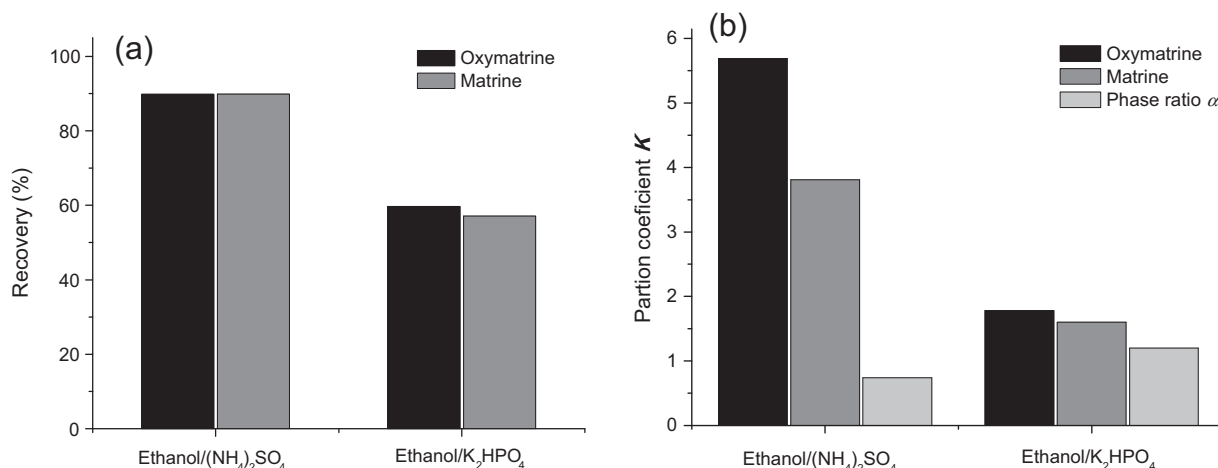 (a)
Oxymatrine
Matrine
Recovery (%)
100
80
60
40
20
0
Ethanol/(NH₄)₂SO₄
Ethanol/K₂HPO₄
(b)
Oxymatrine
Matrine
Phase ratio α
Partion coeficient K
6
5
4
3
2
1
0
Ethanol/(NH₄)₂SO₄
Ethanol/K₂HPO₄